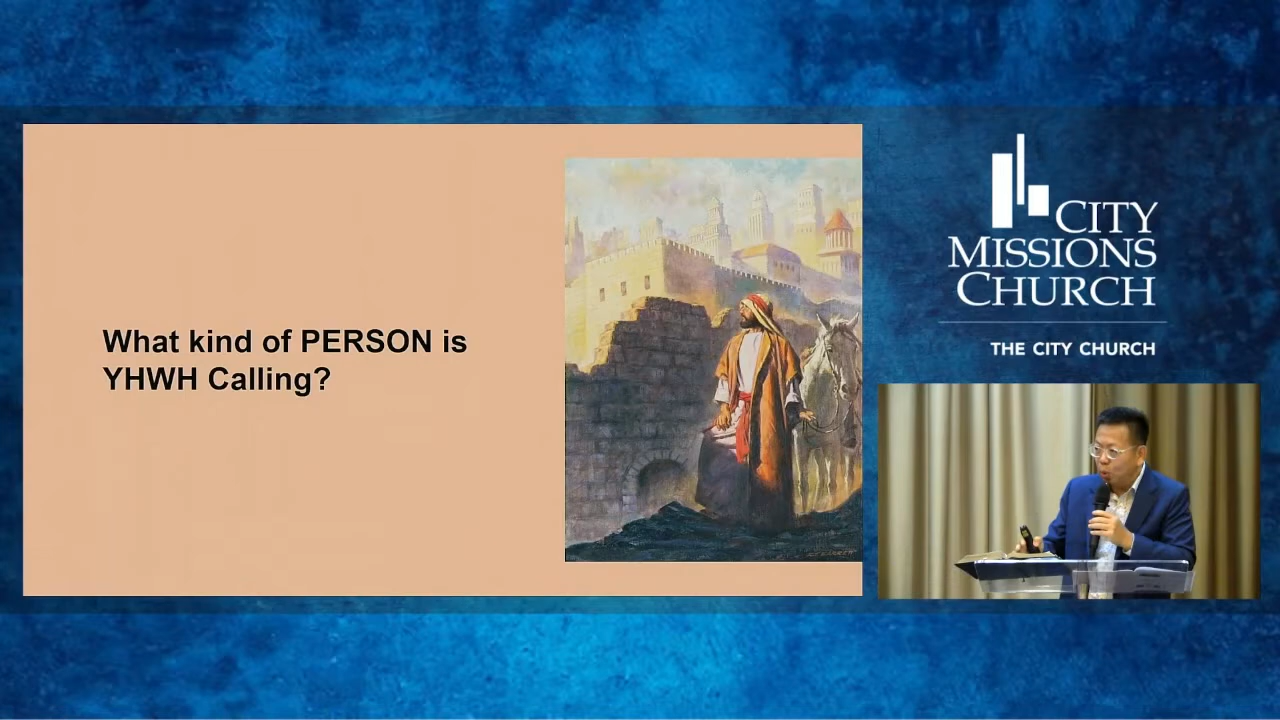 What kind of PERSON is
YHWH Calling?
CITY
MISSIONS
CHURCH
THE CITY CHURCH